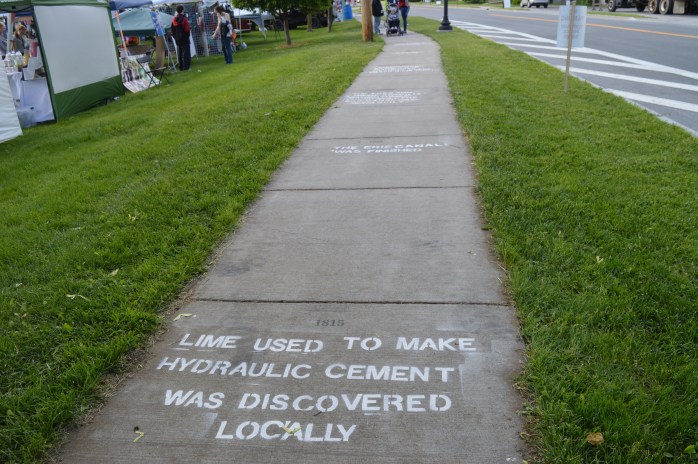 1815
LIME USED TO MAKE
HYDRAULIC CEMENT
WAS DISCOVERED
LOCALLY
THE ERIE CANAL
WAS FINISHED